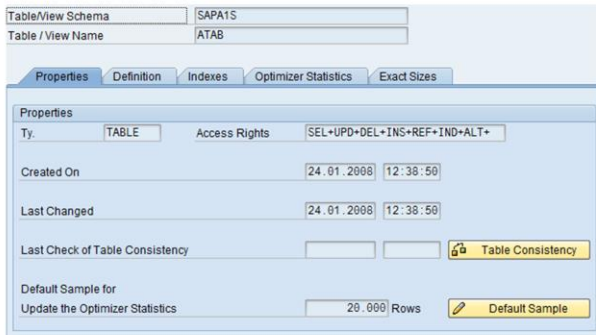 Table/View Schema SAPA1S
Table / View Name ATAB
Properties Definition Indexes Optimizer Statistics Exact Sizes
Properties
Ty. TABLE Access Rights SEL+UPD+DEL+INS+REF+IND+ALT+
Created On 24.01.2008 12:38:50
Last Changed 24.01.2008 12:38:50
Last Check of Table Consistency Table Consistency
Default Sample for
Update the Optimizer Statistics 20.000 Rows Default Sample